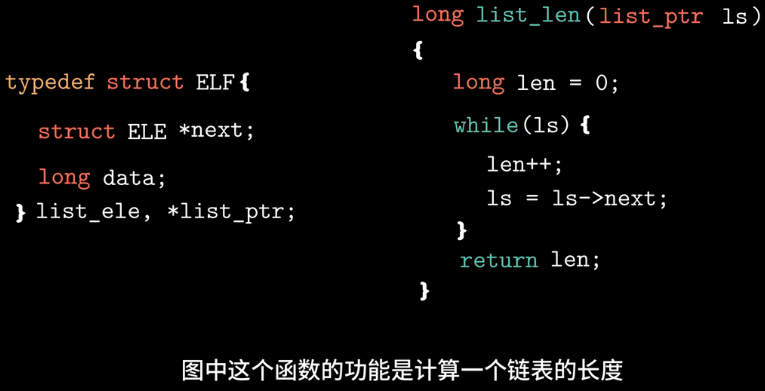 typedef struct ELF{
struct ELE *next;
long data;
} list_ele, *list_ptr;
long list_len(list_ptr ls)
{
long len = 0;
while(ls) {
len++;
ls = ls->next;
}
return len;
}
图中这个函数的功能是计算一个链表的长度